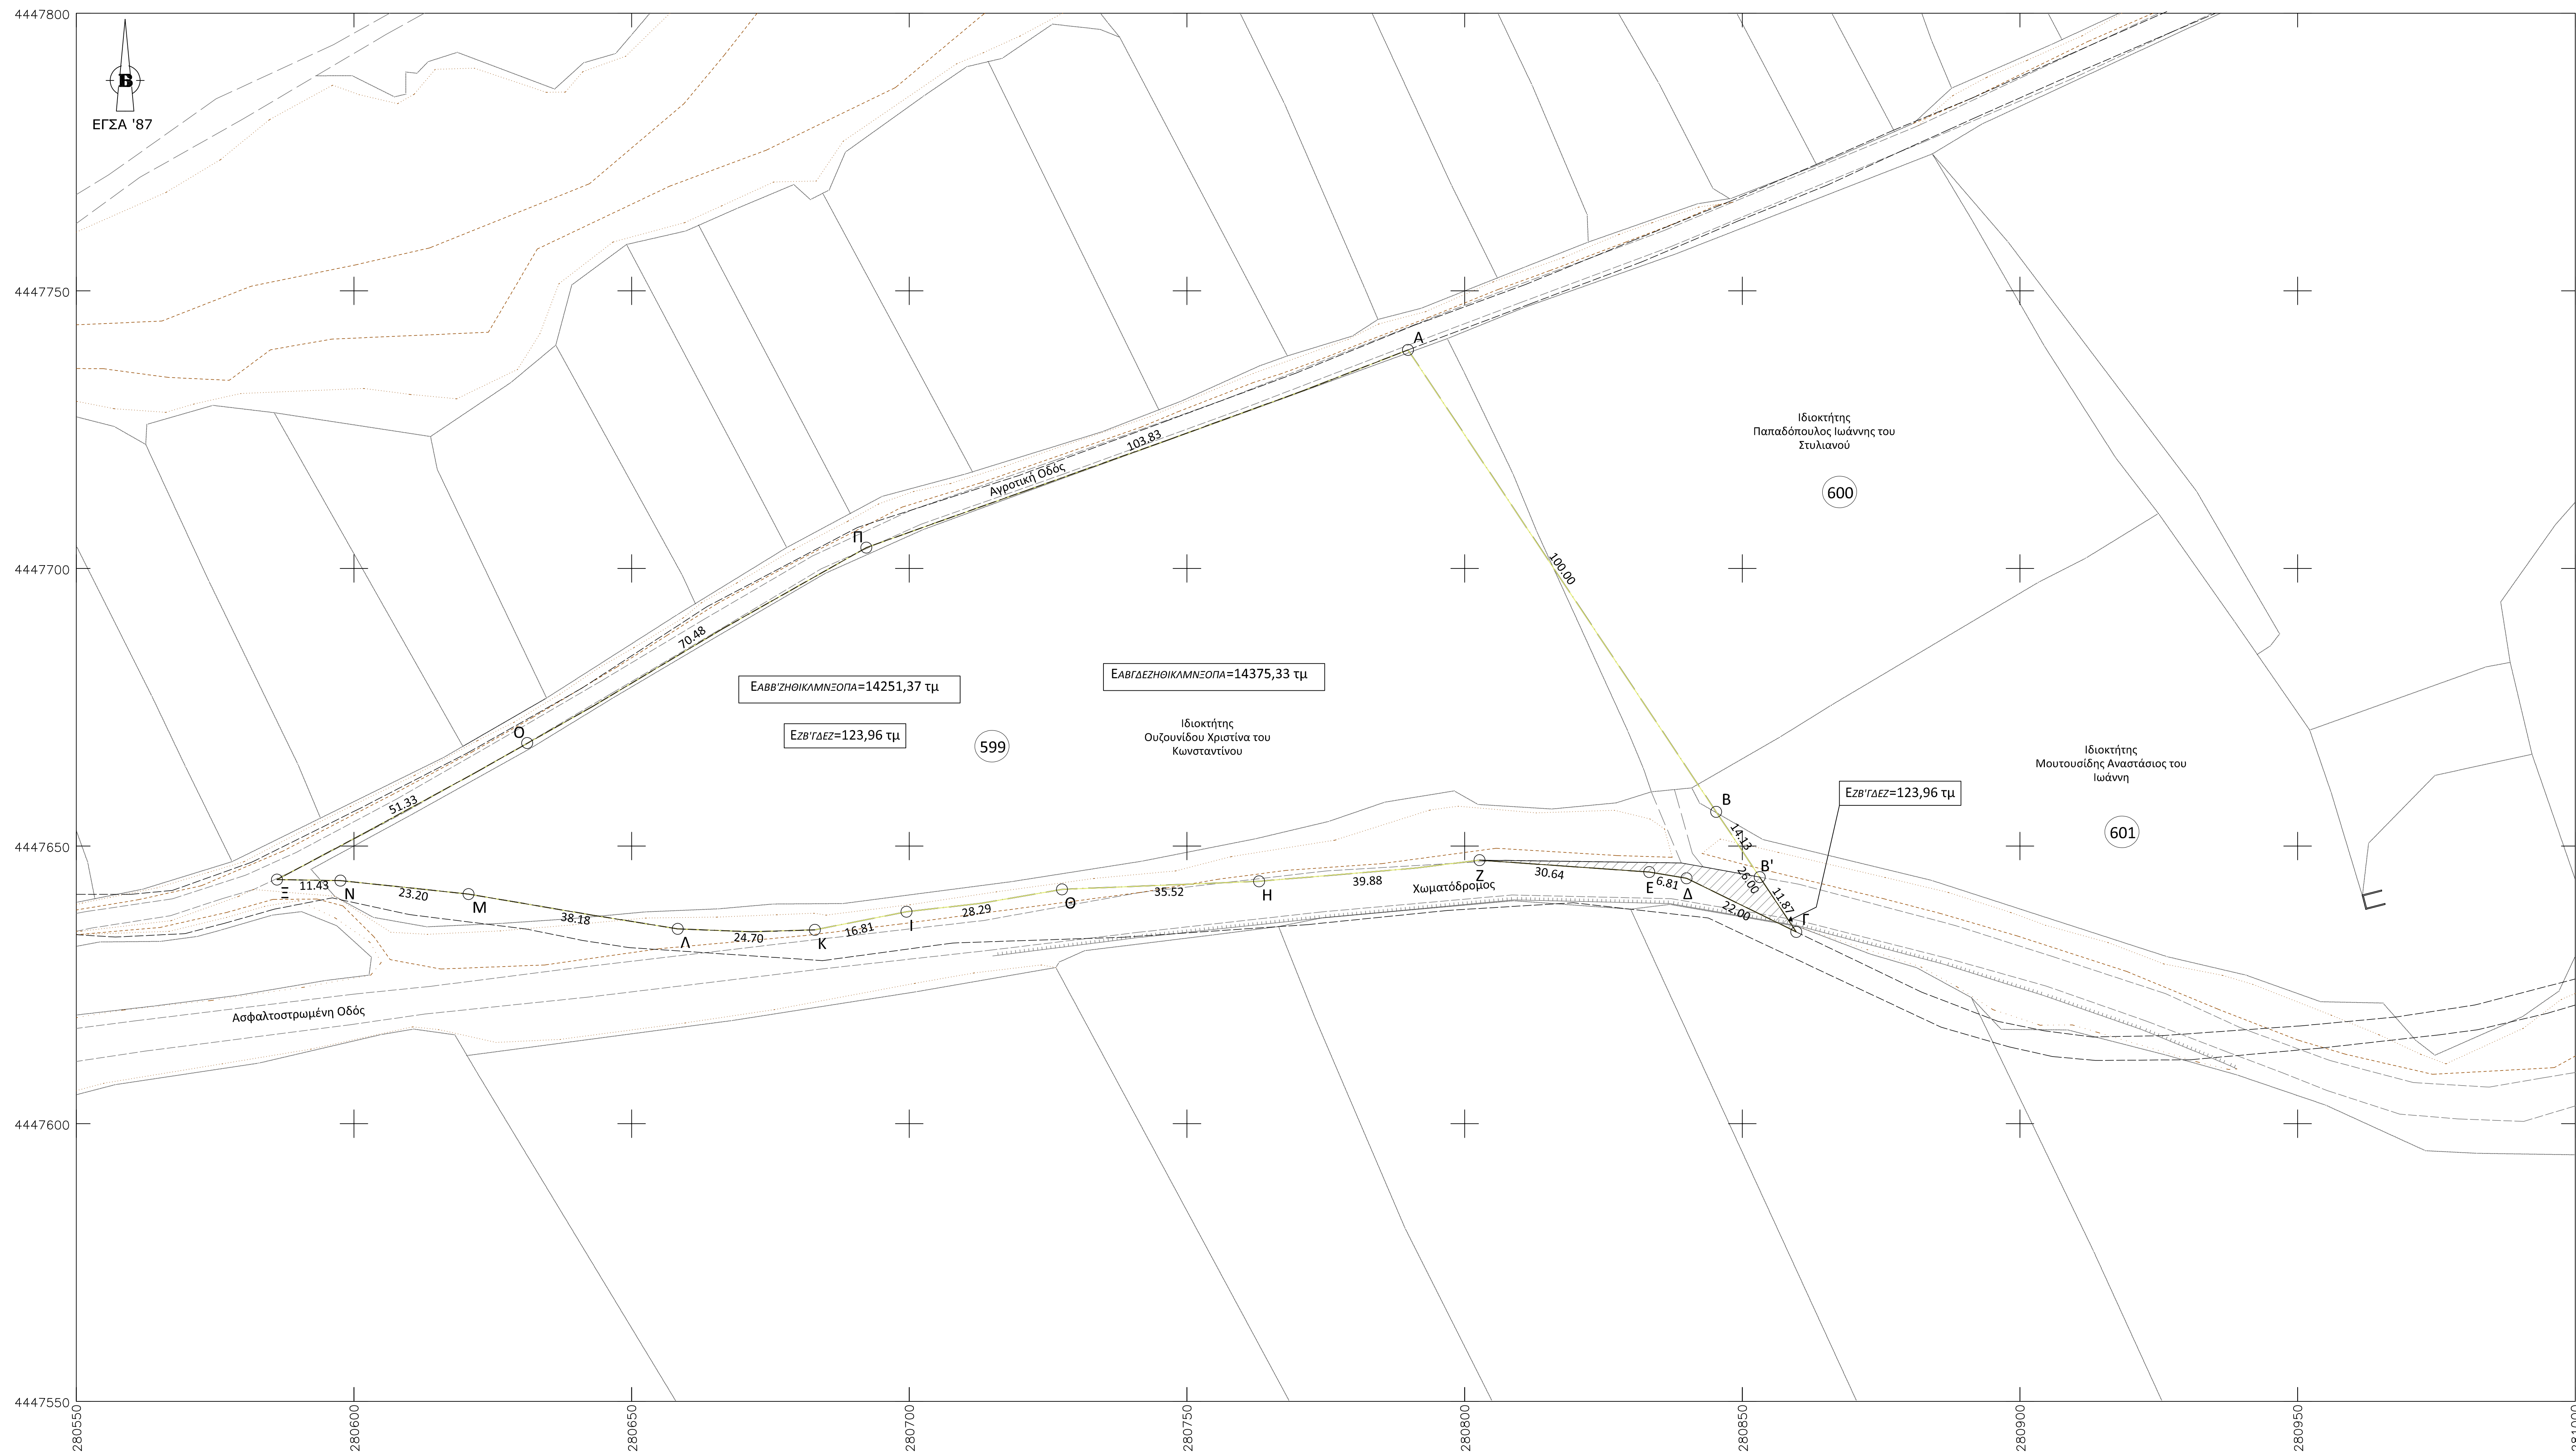 4447800
Β
ΕΓΣΑ '87
4447750
Α
103.83
Αγροτική Οδός
Ιδιοκτήτης
Παπαδόπουλος Ιωάννης του
Στυλιανού
600
Π
4447700
100.00
70.48
ΕΑΒΒ'ΖΗΘΙΚΛΜΝΞΟΠΑ=14251,37 τμ
ΕΑΒΓΔΕΖΗΘΙΚΛΜΝΞΟΠΑ=14375,33 τμ
Ο
ΕΖΒ'ΓΔΕΖ=123,96 τμ
599
Ιδιοκτήτης
Ουζουνίδου Χριστίνα του
Κωνσταντίνου
Ιδιοκτήτης
Μουτουσίδης Αναστάσιος του
Ιωάννη
601
ΕΖΒ'ΓΔΕΖ=123,96 τμ
51.33
Β
14.13
4447650
Β'
26.00
11.87
Ξ
11.43
Ν
23.20
Μ
38.18
Λ
24.70
Κ
16.81
Ι
28.29
Θ
35.52
Η
39.88
Ζ
30.64
Ε
6.81
Δ
22.00
Γ
Χωματόδρομος
Ασφαλτοστρωμένη Οδός
4447600
4447550
280550
280600
280650
280700
280750
280800
280850
280900
280950
281000